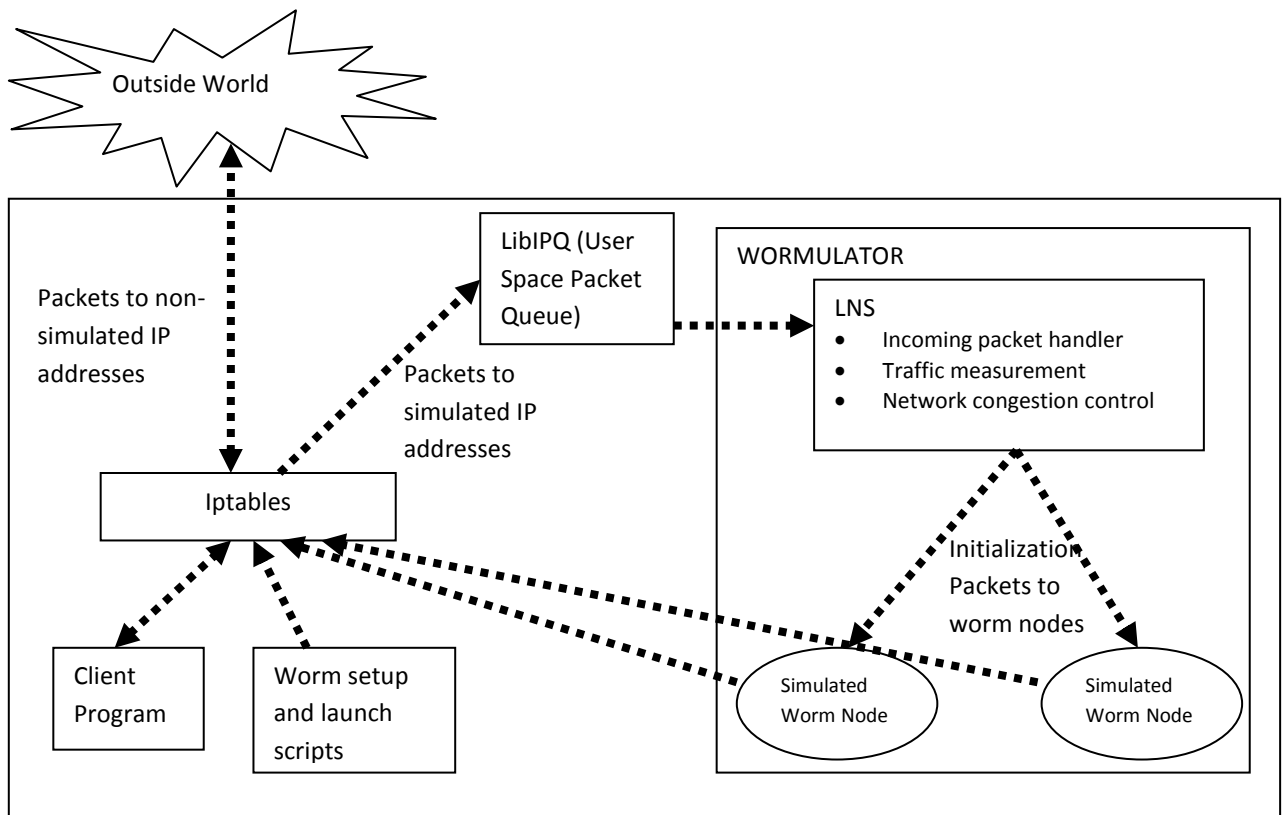 Outside World
LibIPQ (User
Space Packet
Queue)
WORMULATOR
LNS
• Incoming packet handler
• Traffic measurement
• Network congestion control
Packets to non-
simulated IP
addresses
Packets to
simulated IP
addresses
Iptables
Initialization
Packets to
worm nodes
Client
Program
Worm setup
and launch
scripts
Simulated
Worm Node
Simulated
Worm Node